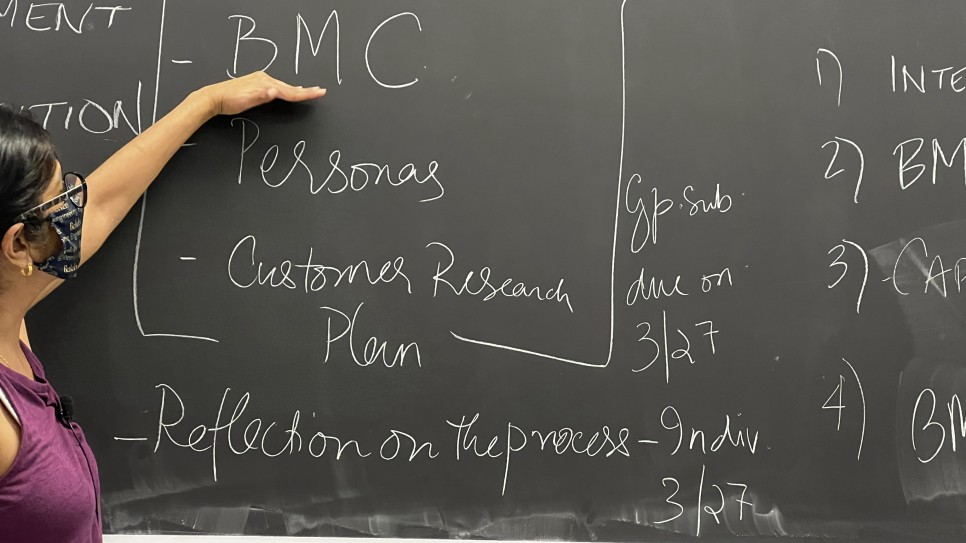 MENT
ITION
- BMC
- Personas
- Customer Research
Plan
Gp. Sub
due on
3/27
- Reflection on the process - Indiv.
3/27
1) INTE
2) BM
3) - CAP
4) BM